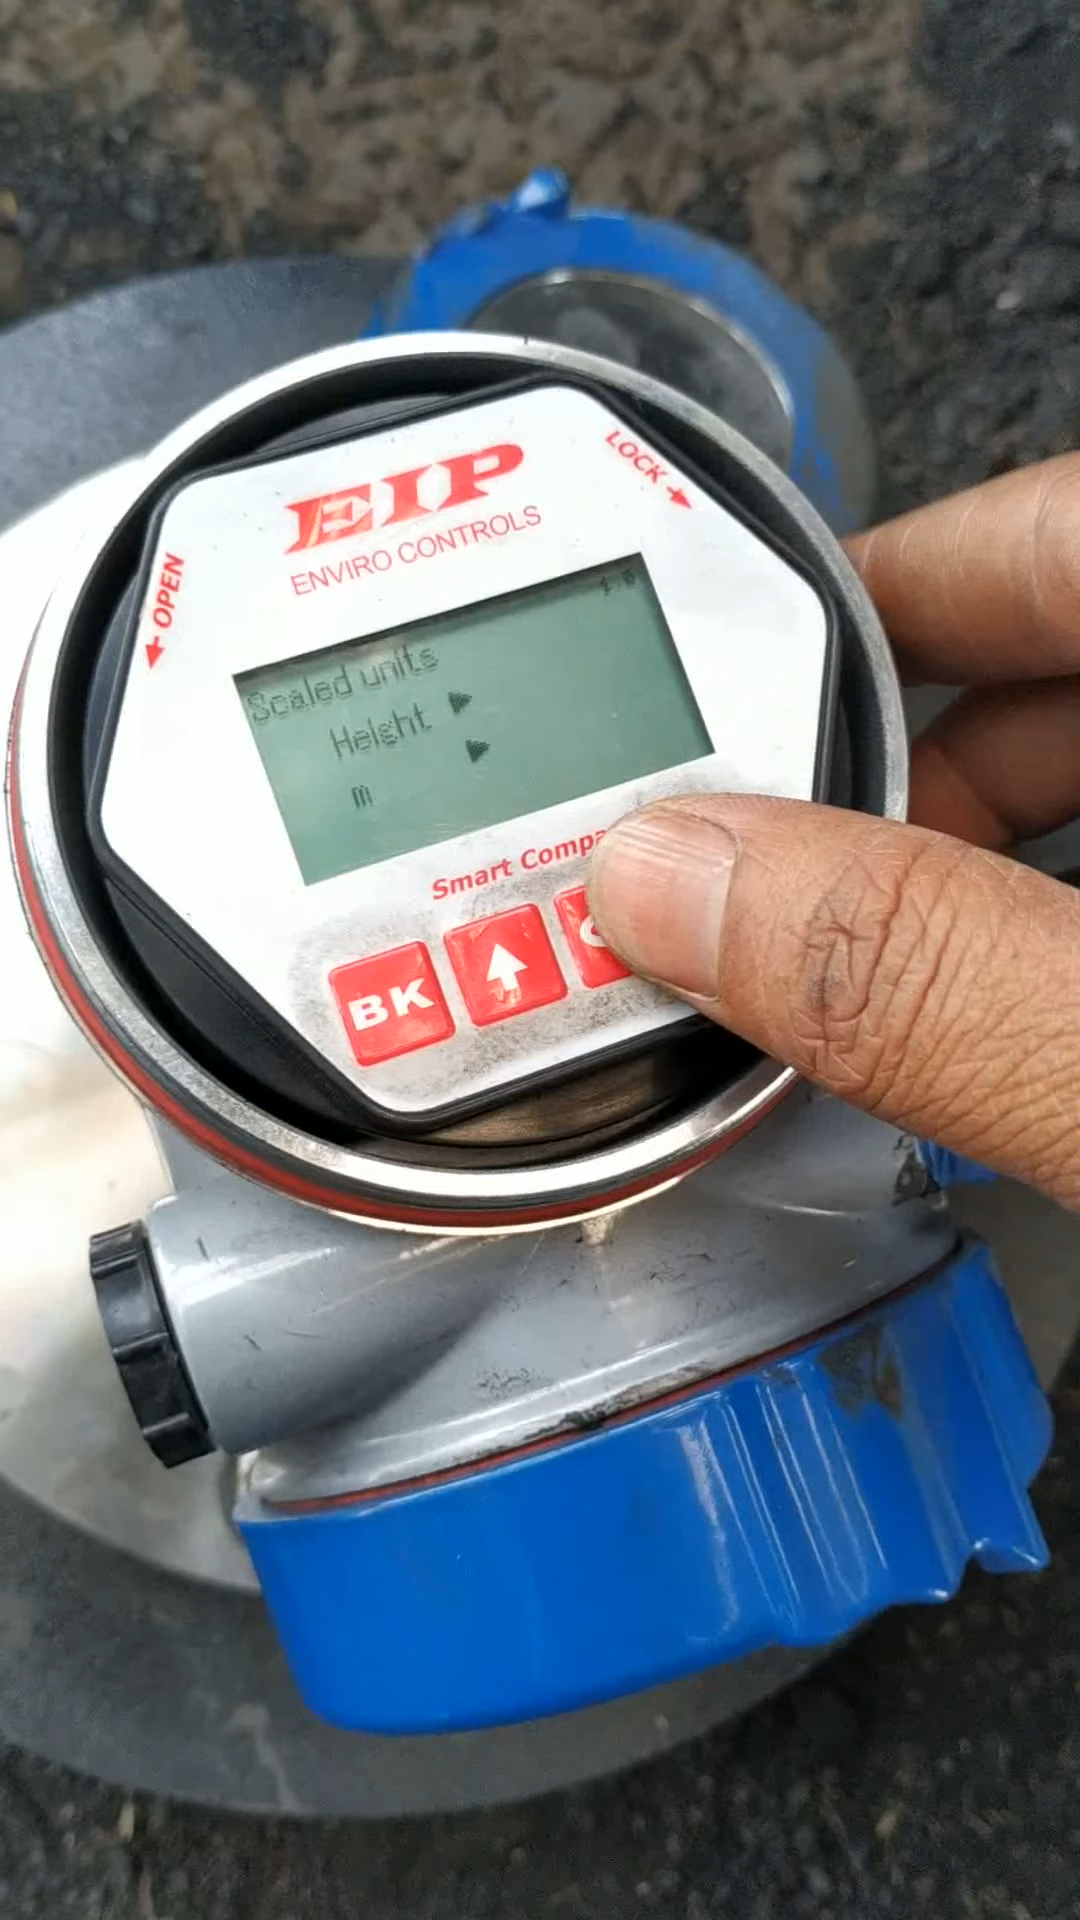 EIP
ENVIRO CONTROLS
← OPEN
LOCK →
Scaled units
Height ▶
▶
m
Smart
BK
↑